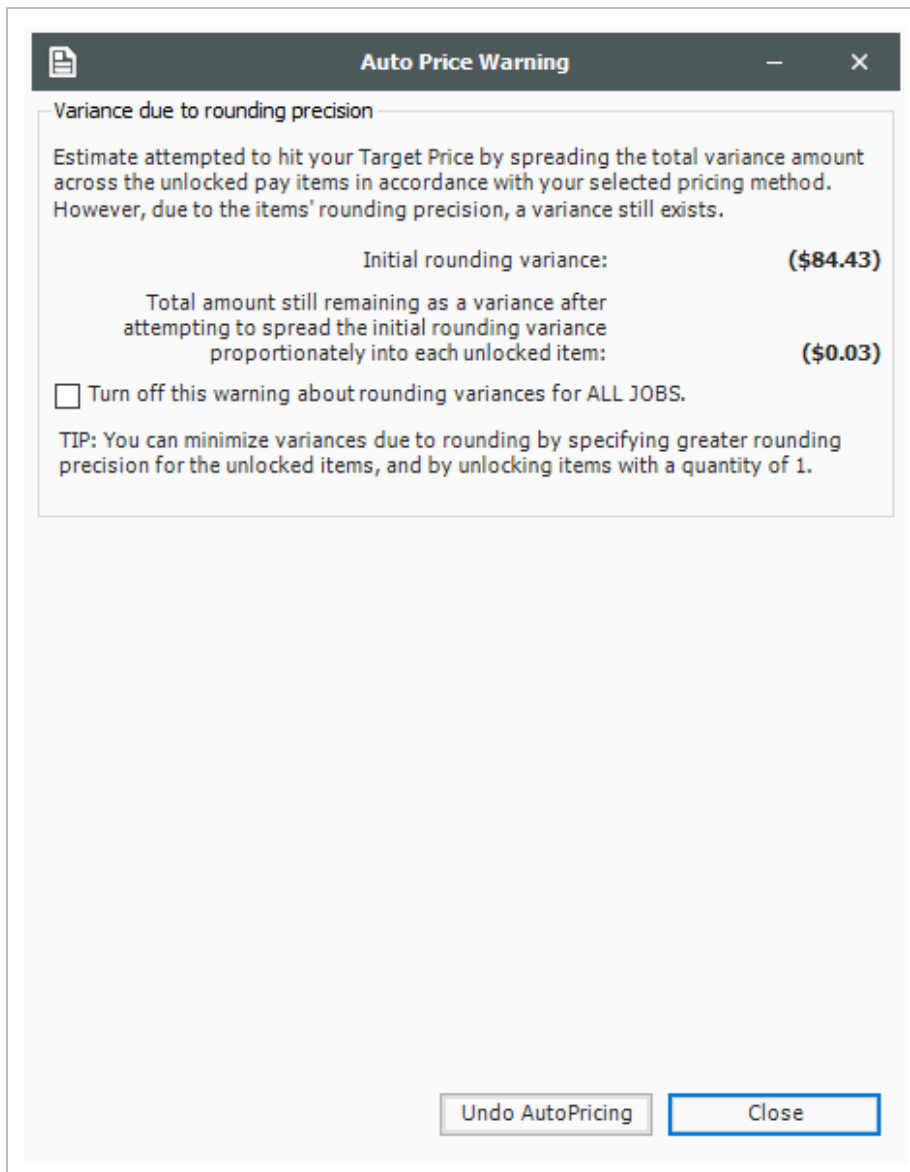 Auto Price Warning
Variance due to rounding precision
Estimate attempted to hit your Target Price by spreading the total variance amount
across the unlocked pay items in accordance with your selected pricing method.
However, due to the items' rounding precision, a variance still exists.
Initial rounding variance: ($84.43)
Total amount still remaining as a variance after
attempting to spread the initial rounding variance
proportionately into each unlocked item: ($0.03)
Turn off this warning about rounding variances for ALL JOBS.
TIP: You can minimize variances due to rounding by specifying greater rounding
precision for the unlocked items, and by unlocking items with a quantity of 1.
Undo AutoPricing Close